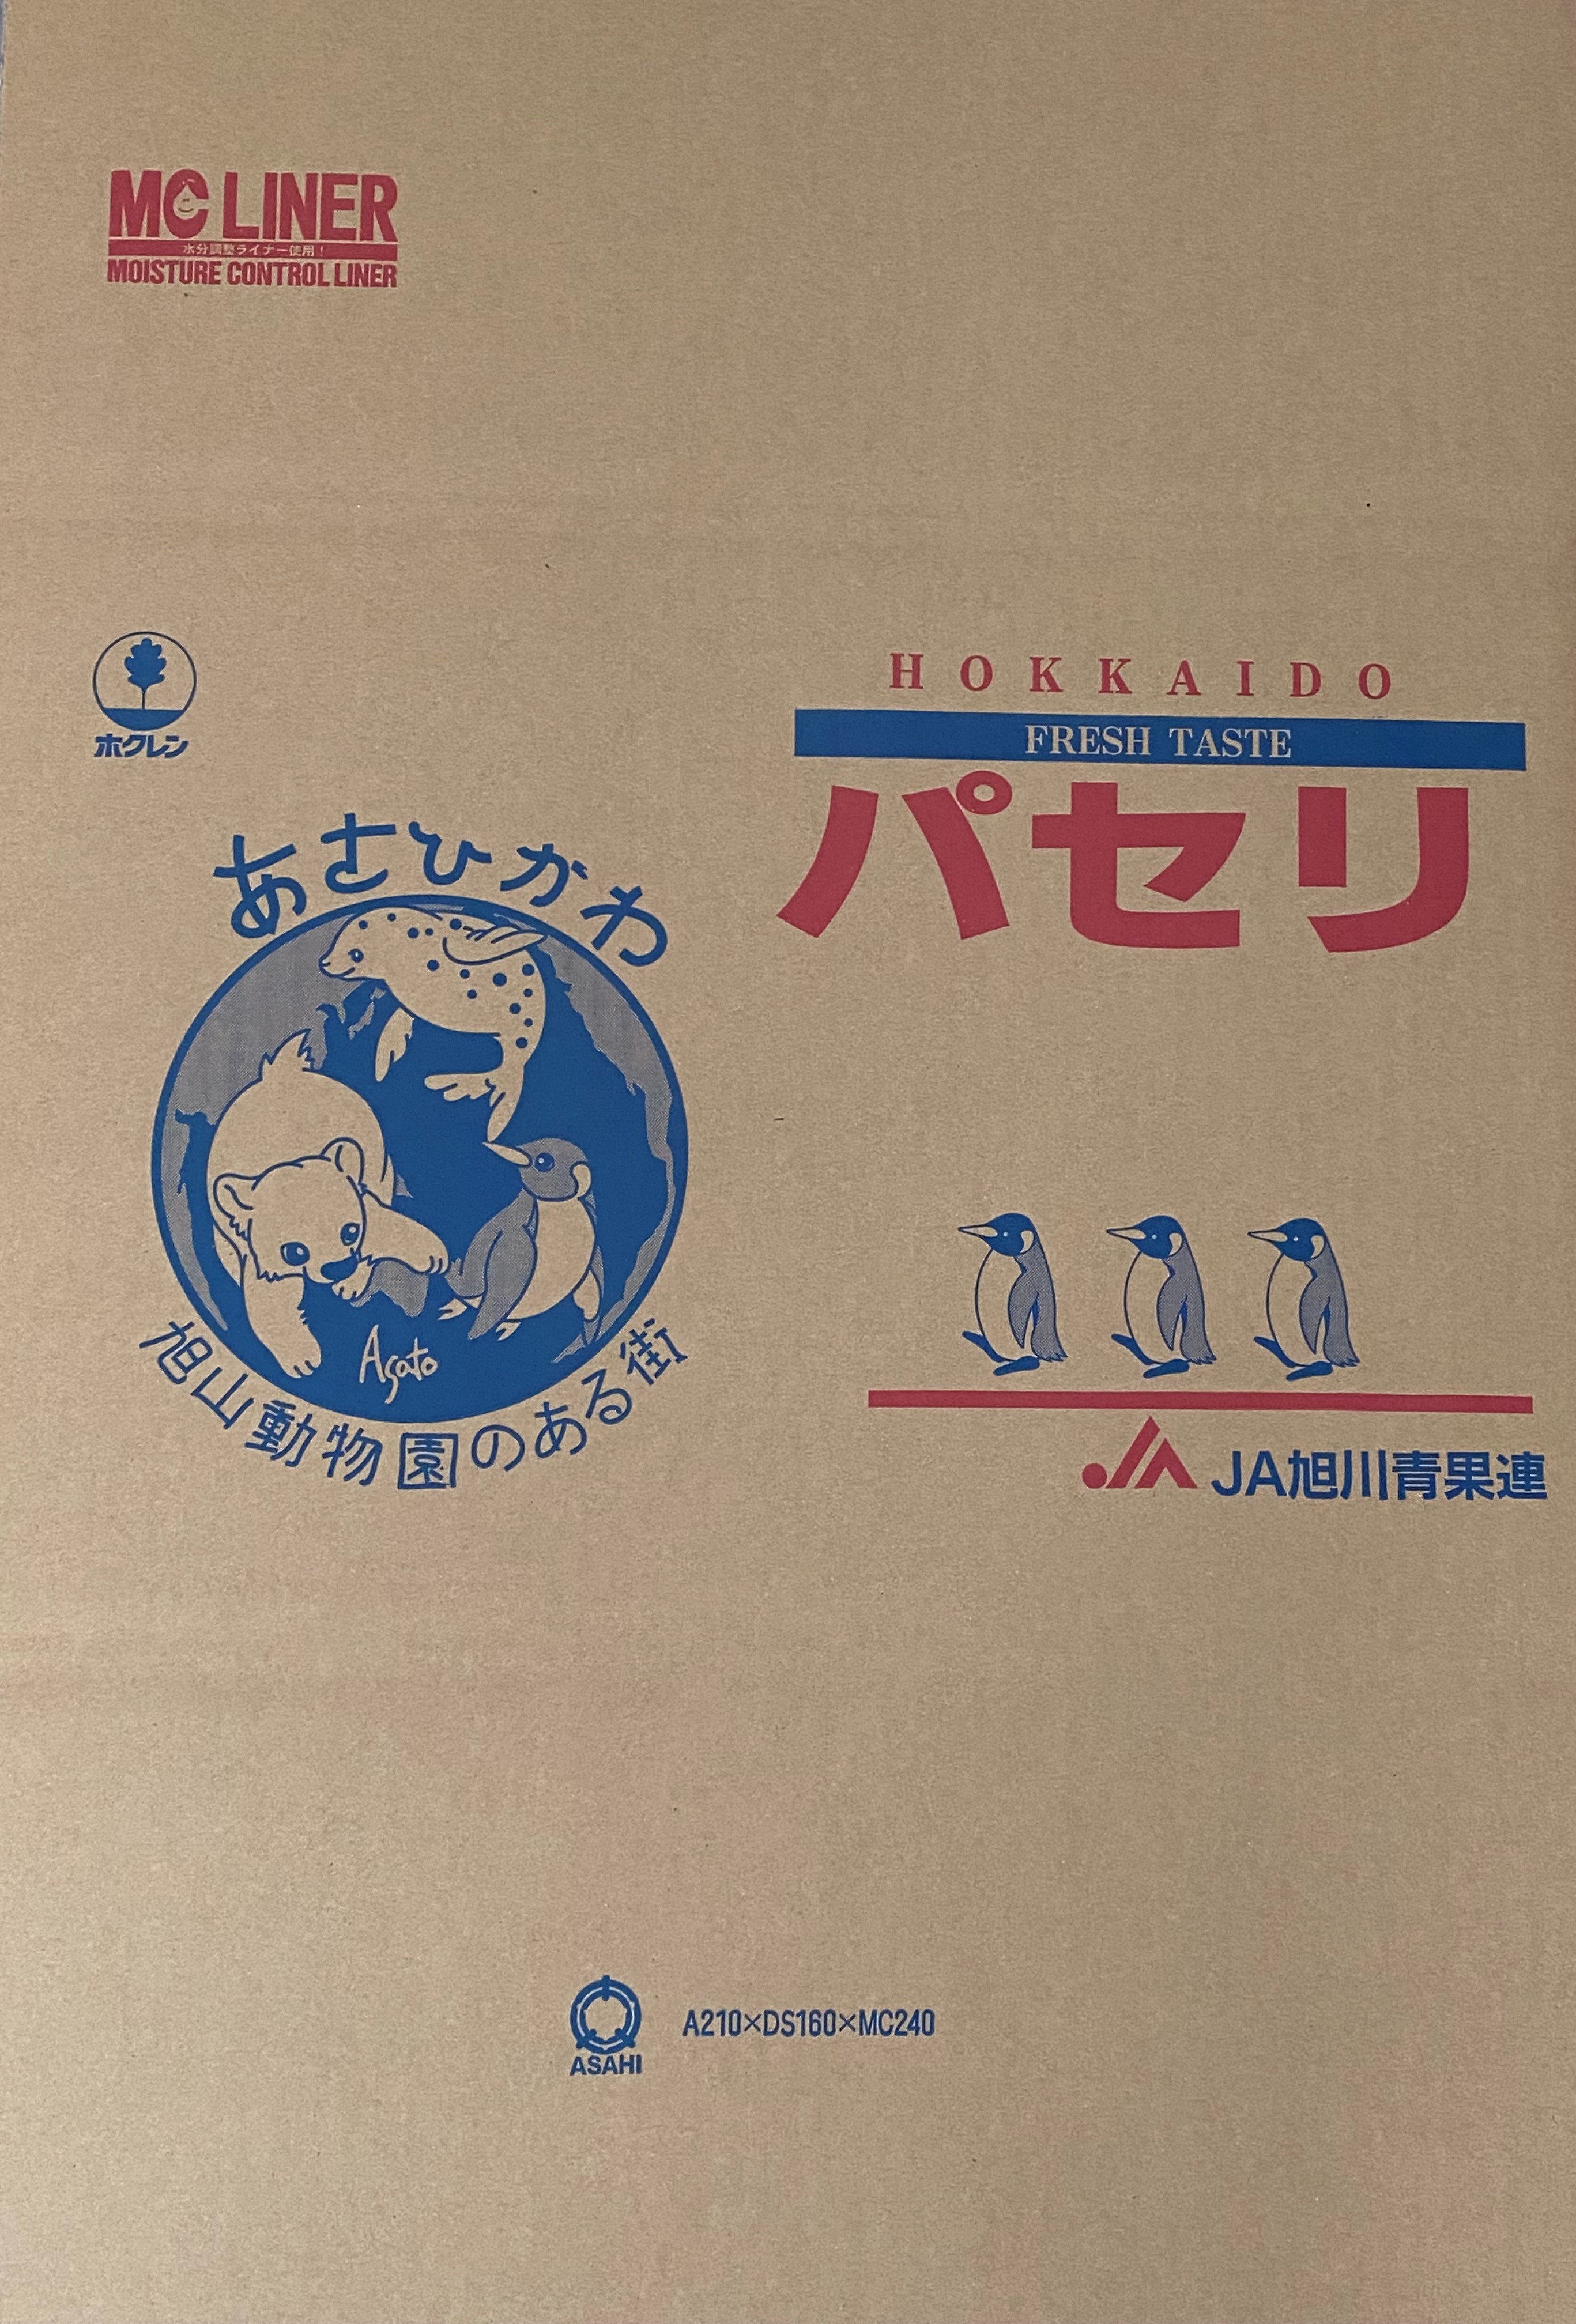 MC LINER
水分調整ライナー使用！
MOISTURE CONTROL LINER
ホクレン
HOKKAIDO
FRESH TASTE
パセリ
あさひかわ
Asato
旭山動物園のある街
JA JA旭川青果連
ASAHI
A210×DS160×MC240